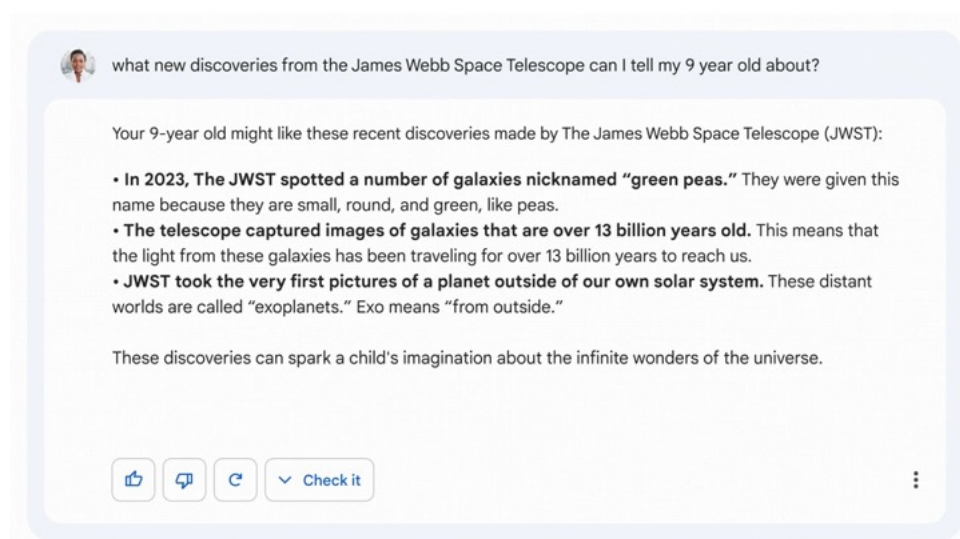 what new discoveries from the James Webb Space Telescope can I tell my 9 year old about?
Your 9-year old might like these recent discoveries made by The James Webb Space Telescope (JWST):
• In 2023, The JWST spotted a number of galaxies nicknamed “green peas.” They were given this
name because they are small, round, and green, like peas.
• The telescope captured images of galaxies that are over 13 billion years old. This means that
the light from these galaxies has been traveling for over 13 billion years to reach us.
• JWST took the very first pictures of a planet outside of our own solar system. These distant
worlds are called “exoplanets.” Exo means “from outside.”
These discoveries can spark a child's imagination about the infinite wonders of the universe.
Check it